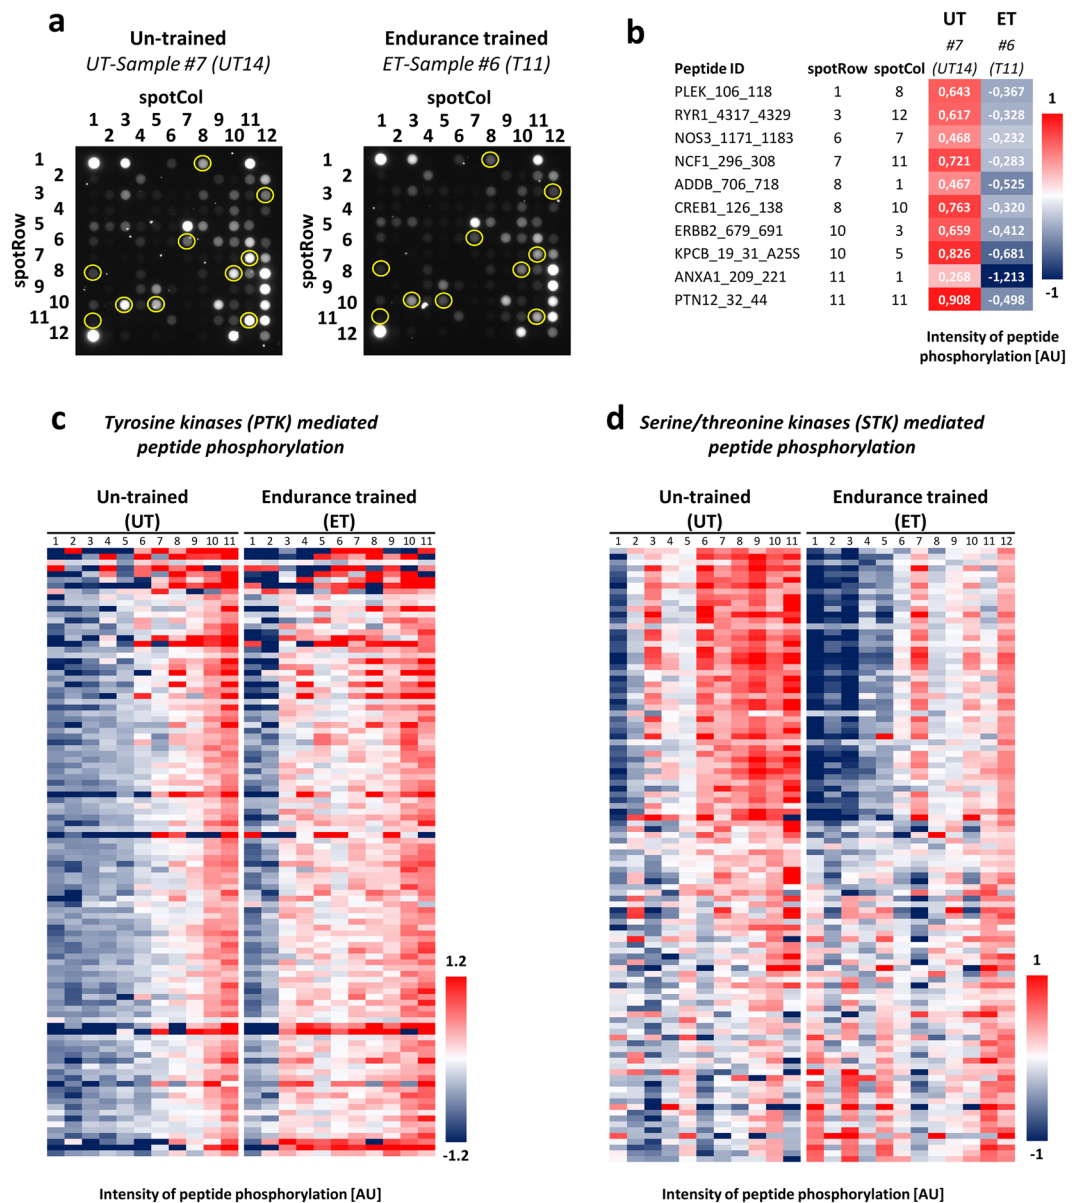 a
Un-trained
UT-Sample #7 (UT14)
spotCol
1 3 5 7 9 11
2 4 6 8 10 12
spotRow
1
2
3
4
5
6
7
8
9
10
11
12
Endurance trained
ET-Sample #6 (T11)
spotCol
1 3 5 7 9 11
2 4 6 8 10 12
spotRow
1
2
3
4
5
6
7
8
9
10
11
12
b
UT ET
#7 #6
Peptide ID spotRow spotCol (UT14) (T11)
PLEK_106_118 1 8 0,643 -0,367
RYR1_4317_4329 3 12 0,617 -0,328
NOS3_1171_1183 6 7 0,468 -0,232
NCF1_296_308 7 11 0,721 -0,283
ADDB_706_718 8 1 0,467 -0,525
CREB1_126_138 8 10 0,763 -0,320
ERBB2_679_691 10 3 0,659 -0,412
KPCB_19_31_A25S 10 5 0,826 -0,681
ANXA1_209_221 11 1 0,268 -1,213
PTN12_32_44 11 11 0,908 -0,498
1
-1
Intensity of peptide
phosphorylation [AU]
c
Tyrosine kinases (PTK) mediated
peptide phosphorylation
Un-trained
(UT)
1 2 3 4 5 6 7 8 9 10 11
Endurance trained
(ET)
1 2 3 4 5 6 7 8 9 10 11
1.2
-1.2
Intensity of peptide phosphorylation [AU]
d
Serine/threonine kinases (STK) mediated
peptide phosphorylation
Un-trained
(UT)
1 2 3 4 5 6 7 8 9 10 11
Endurance trained
(ET)
1 2 3 4 5 6 7 8 9 10 11 12
1
-1
Intensity of peptide phosphorylation [AU]